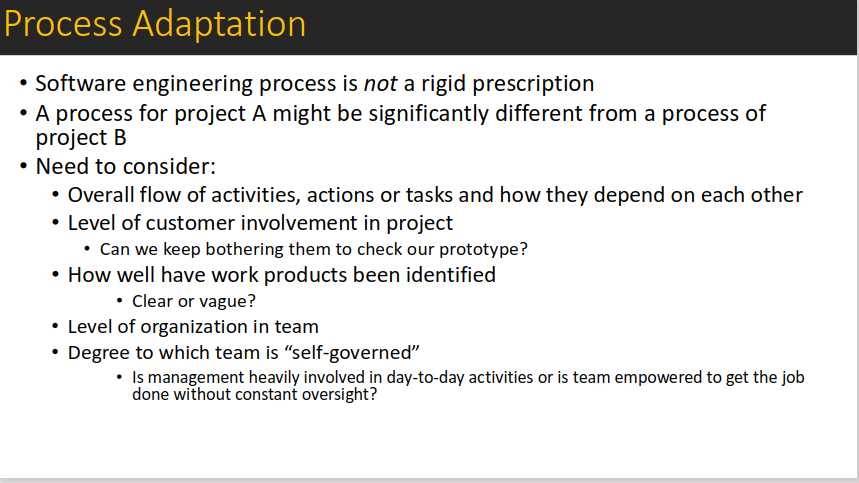 Process Adaptation
• Software engineering process is not a rigid prescription
• A process for project A might be significantly different from a process of
project B
• Need to consider:
• Overall flow of activities, actions or tasks and how they depend on each other
• Level of customer involvement in project
• Can we keep bothering them to check our prototype?
• How well have work products been identified
• Clear or vague?
• Level of organization in team
• Degree to which team is “self-governed”
• Is management heavily involved in day-to-day activities or is team empowered to get the job
done without constant oversight?